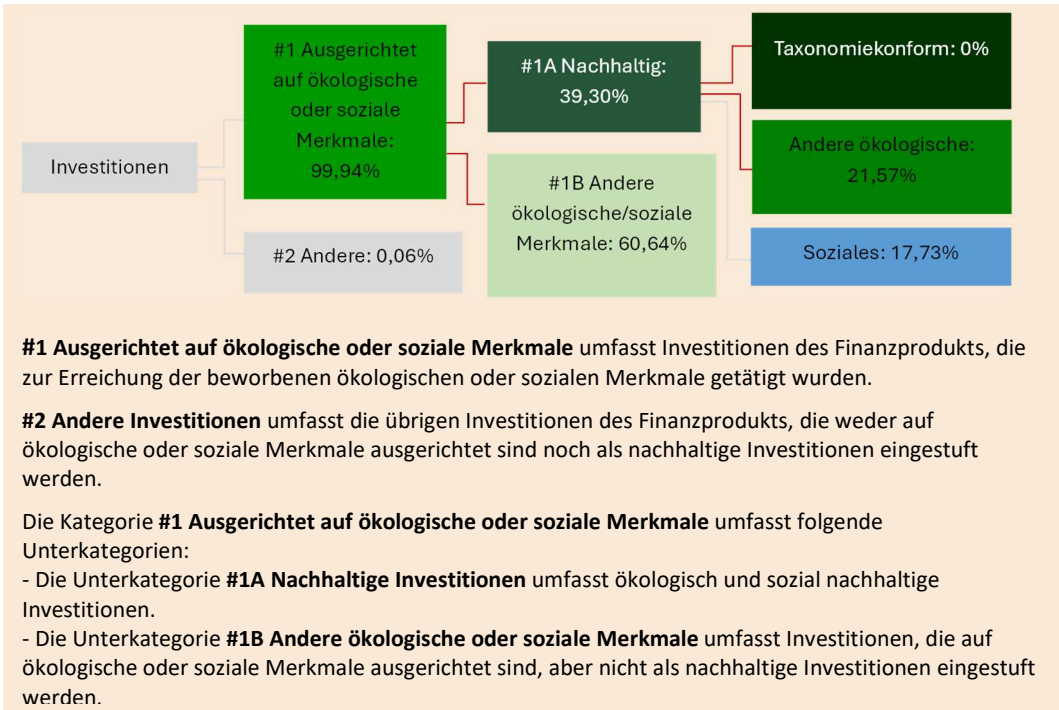 Investitionen
#1 Ausgerichtet
auf ökologische
oder soziale
Merkmale:
99,94%
#2 Andere: 0,06%
#1A Nachhaltig:
39,30%
#1B Andere
ökologische/soziale
Merkmale: 60,64%
Taxonomiekonform: 0%
Andere ökologische:
21,57%
Soziales: 17,73%
#1 Ausgerichtet auf ökologische oder soziale Merkmale umfasst Investitionen des Finanzprodukts, die
zur Erreichung der beworbenen ökologischen oder sozialen Merkmale getätigt wurden.
#2 Andere Investitionen umfasst die übrigen Investitionen des Finanzprodukts, die weder auf
ökologische oder soziale Merkmale ausgerichtet sind noch als nachhaltige Investitionen eingestuft
werden.
Die Kategorie #1 Ausgerichtet auf ökologische oder soziale Merkmale umfasst folgende
Unterkategorien:
- Die Unterkategorie #1A Nachhaltige Investitionen umfasst ökologisch und sozial nachhaltige
Investitionen.
- Die Unterkategorie #1B Andere ökologische oder soziale Merkmale umfasst Investitionen, die auf
ökologische oder soziale Merkmale ausgerichtet sind, aber nicht als nachhaltige Investitionen eingestuft
werden.